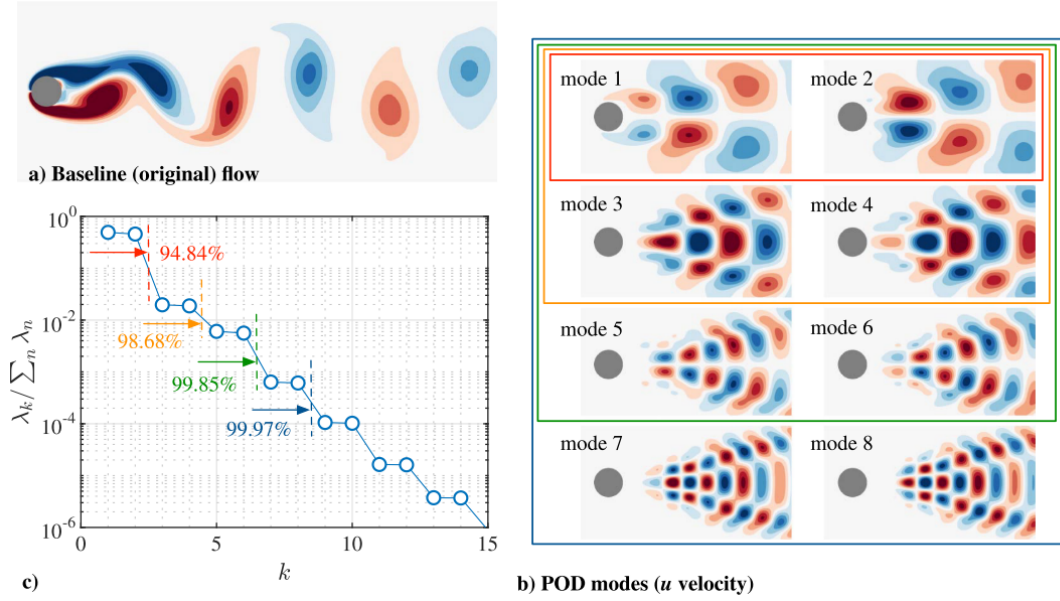 a) Baseline (original) flow
10^0
10^-2
10^-4
10^-6
λ_k/∑_n λ_n
94.84%
98.68%
99.85%
99.97%
0
5
10
15
k
c)
mode 1
mode 2
mode 3
mode 4
mode 5
mode 6
mode 7
mode 8
b) POD modes (u velocity)